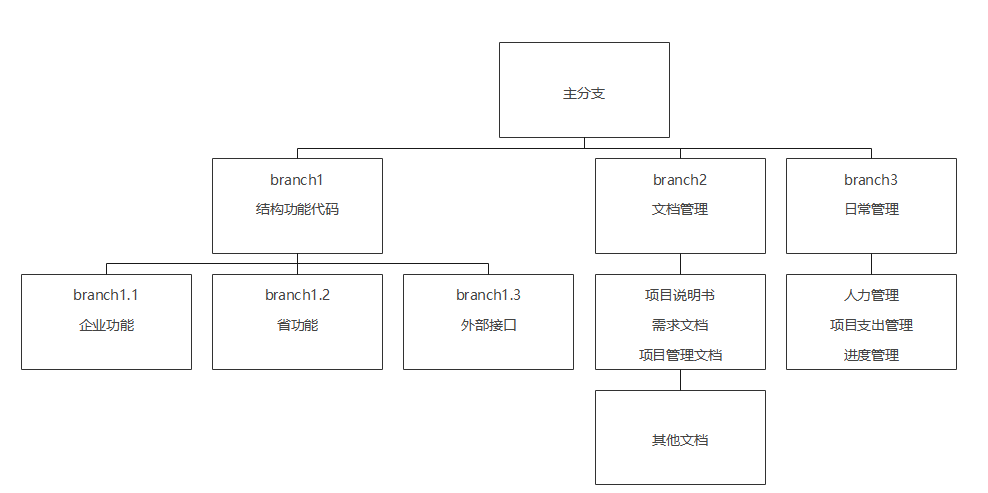 主分支
branch1
结构功能代码
branch2
文档管理
branch3
日常管理
branch1.1
企业功能
branch1.2
省功能
branch1.3
外部接口
项目说明书
需求文档
项目管理文档
人力管理
项目支出管理
进度管理
其他文档